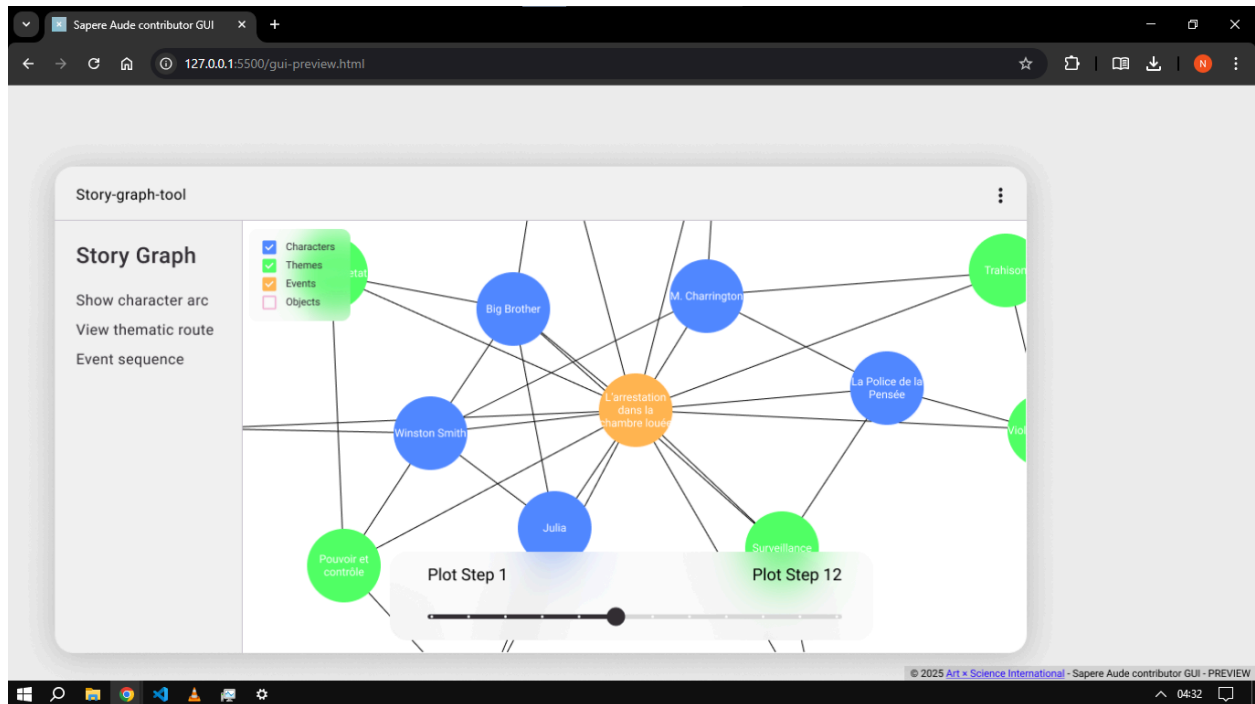 Sapere Aude contributor GUI
127.0.0.1:5500/gui-preview.html
N
Story-graph-tool
Story Graph
Show character arc
View thematic route
Event sequence
Characters
Themes
Events
Objects
Big Brother
M. Charrington
Trahison
L'arrestation
dans la
chambre louée
La Police de la
Pensée
Winston Smith
Julia
Surveillance
Pouvoir et
contrôle
Plot Step 1
Plot Step 12
© 2025 Art × Science International - Sapere Aude contributor GUI - PREVIEW
04:32